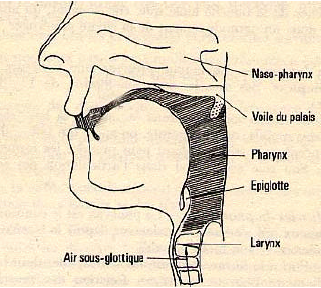 Naso-pharynx
Voile du palais
Pharynx
Epiglotte
Larynx
Air sous-glottique